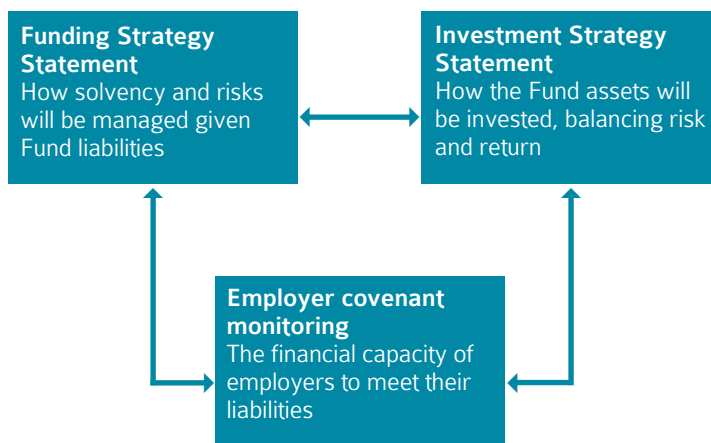 Funding Strategy
Statement
How solvency and risks
will be managed given
Fund liabilities
Investment Strategy
Statement
How the Fund assets will
be invested, balancing risk
and return
Employer covenant
monitoring
The financial capacity of
employers to meet their
liabilities